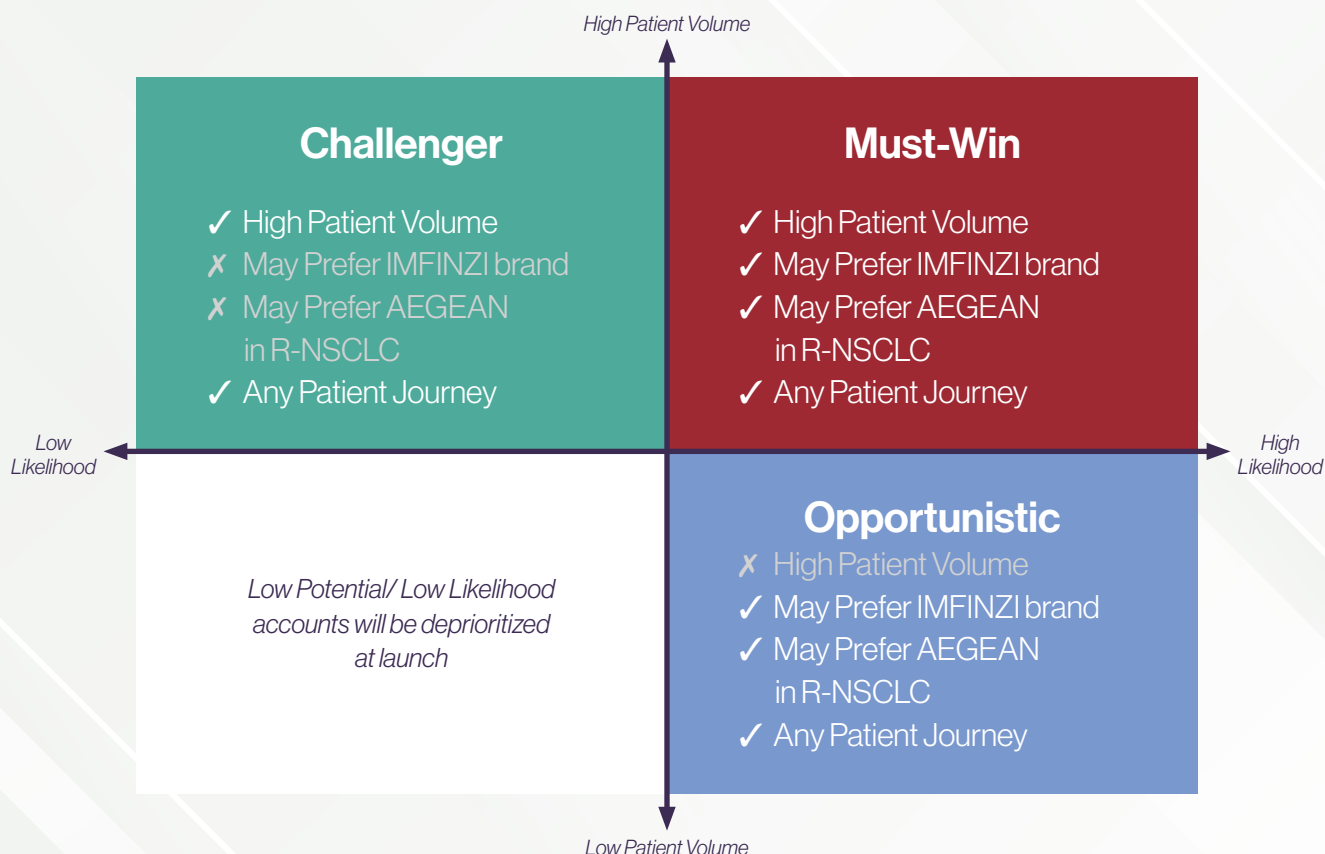 High Patient Volume
Challenger
✓ High Patient Volume
✗ May Prefer IMFINZI brand
✗ May Prefer AEGEAN
in R-NSCLC
✓ Any Patient Journey
Must-Win
✓ High Patient Volume
✓ May Prefer IMFINZI brand
✓ May Prefer AEGEAN
in R-NSCLC
✓ Any Patient Journey
Low
Likelihood
High
Likelihood
Low Potential/ Low Likelihood
accounts will be deprioritized
at launch
Opportunistic
✗ High Patient Volume
✓ May Prefer IMFINZI brand
✓ May Prefer AEGEAN
in R-NSCLC
✓ Any Patient Journey
Low Patient Volume